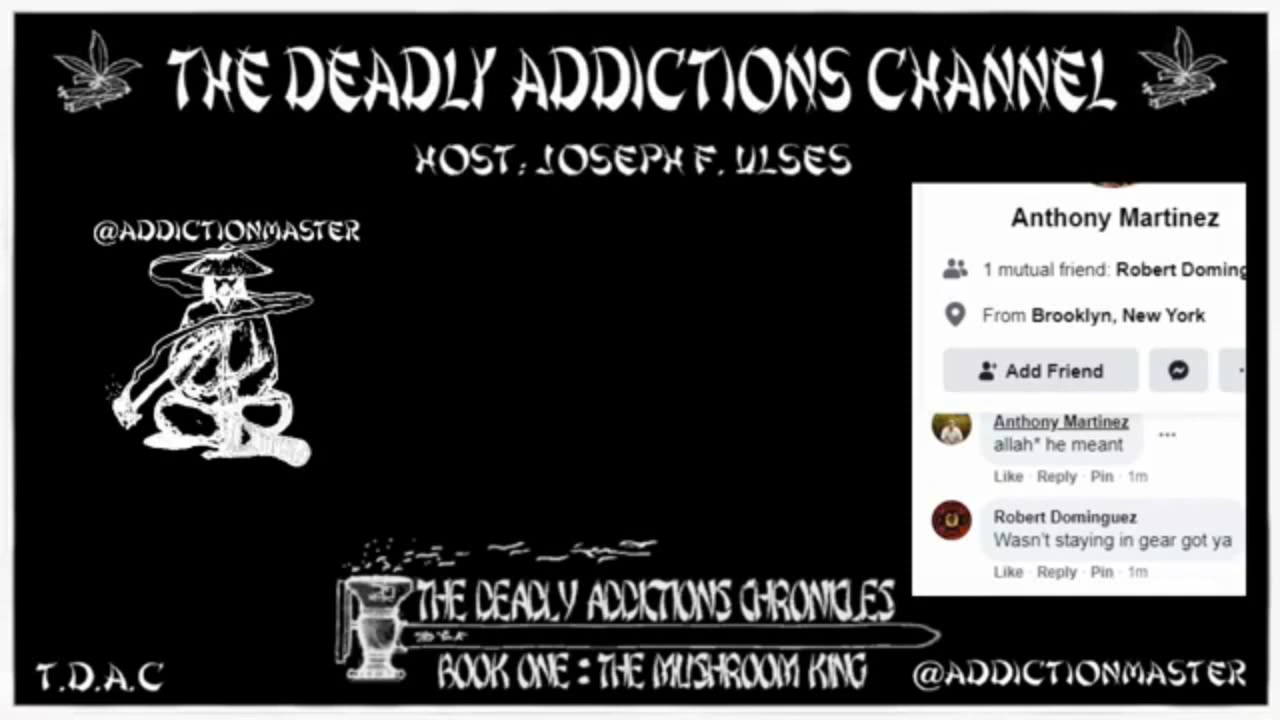 THE DEADLY ADDICTIONS CHANNEL
HOST: JOSEPH F. ULSES
@ADDICTIONMASTER
Anthony Martinez
1 mutual friend: Robert Doming
From Brooklyn, New York
Add Friend
Anthony Martinez
allah* he meant
Like · Reply · Pin · 1m
Robert Dominguez
Wasn't staying in gear got ya
Like · Reply · Pin · 1m
THE DEADLY ADDICTIONS CHRONICLES
BOOK ONE : THE MUSHROOM KING
T.D.A.C
@ADDICTIONMASTER